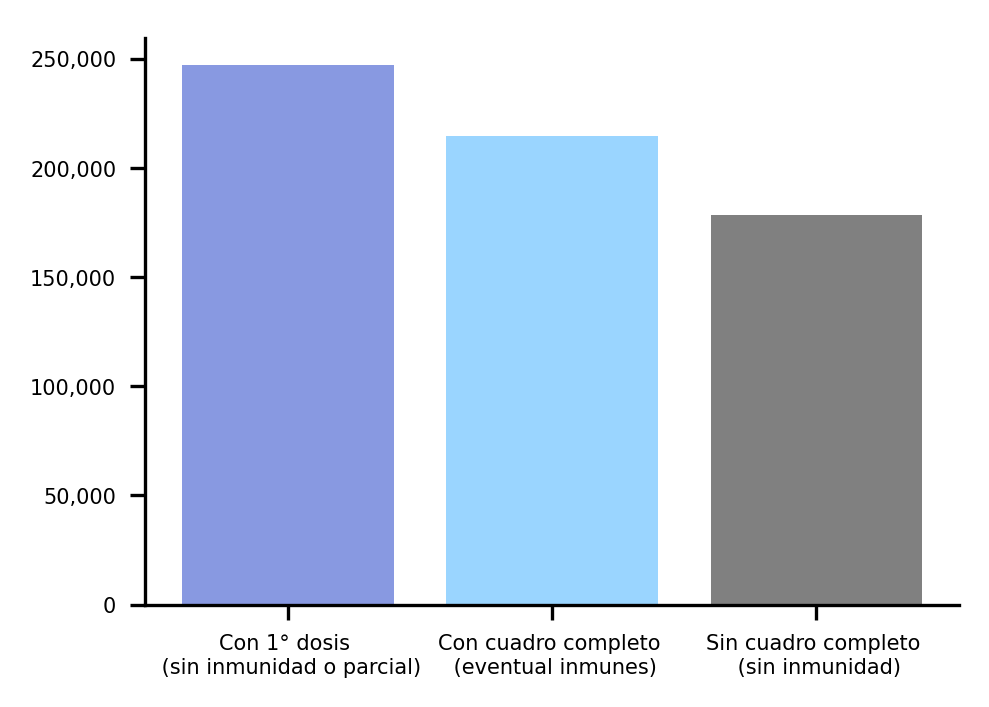 250,000
200,000
150,000
100,000
50,000
0
Con 1° dosis
(sin inmunidad o parcial)
Con cuadro completo
(eventual inmunes)
Sin cuadro completo
(sin inmunidad)